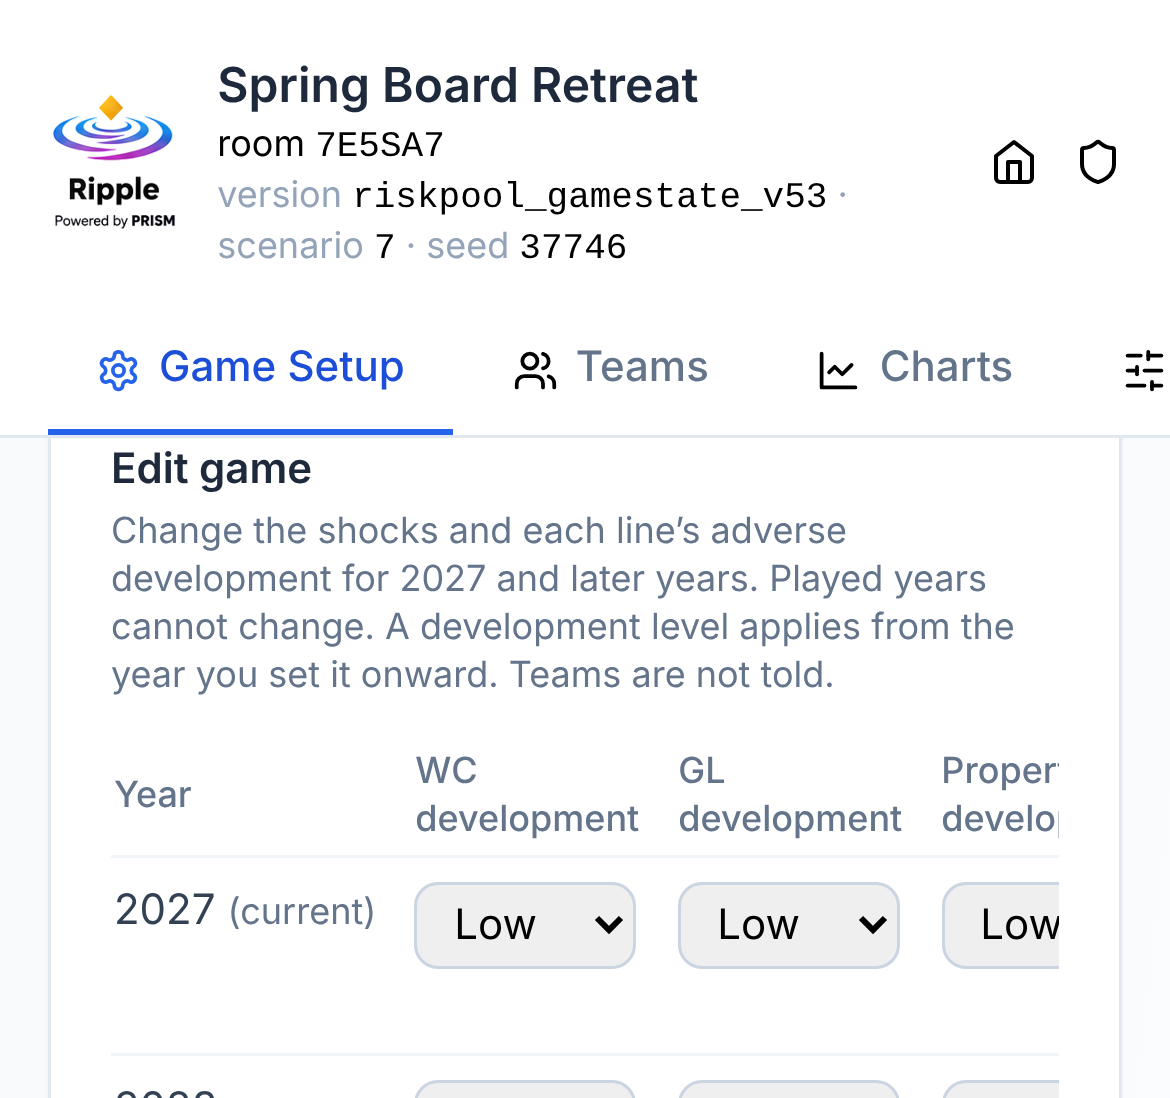 Spring Board Retreat
room 7E5SA7
version riskpool_gamestate_v53 ·
scenario 7 · seed 37746
Ripple
Powered by PRISM
Game Setup
Teams
Charts
Edit game
Change the shocks and each line’s adverse
development for 2027 and later years. Played years
cannot change. A development level applies from the
year you set it onward. Teams are not told.
Year
WC
development
GL
development
2027 (current)
Low
Low
Low